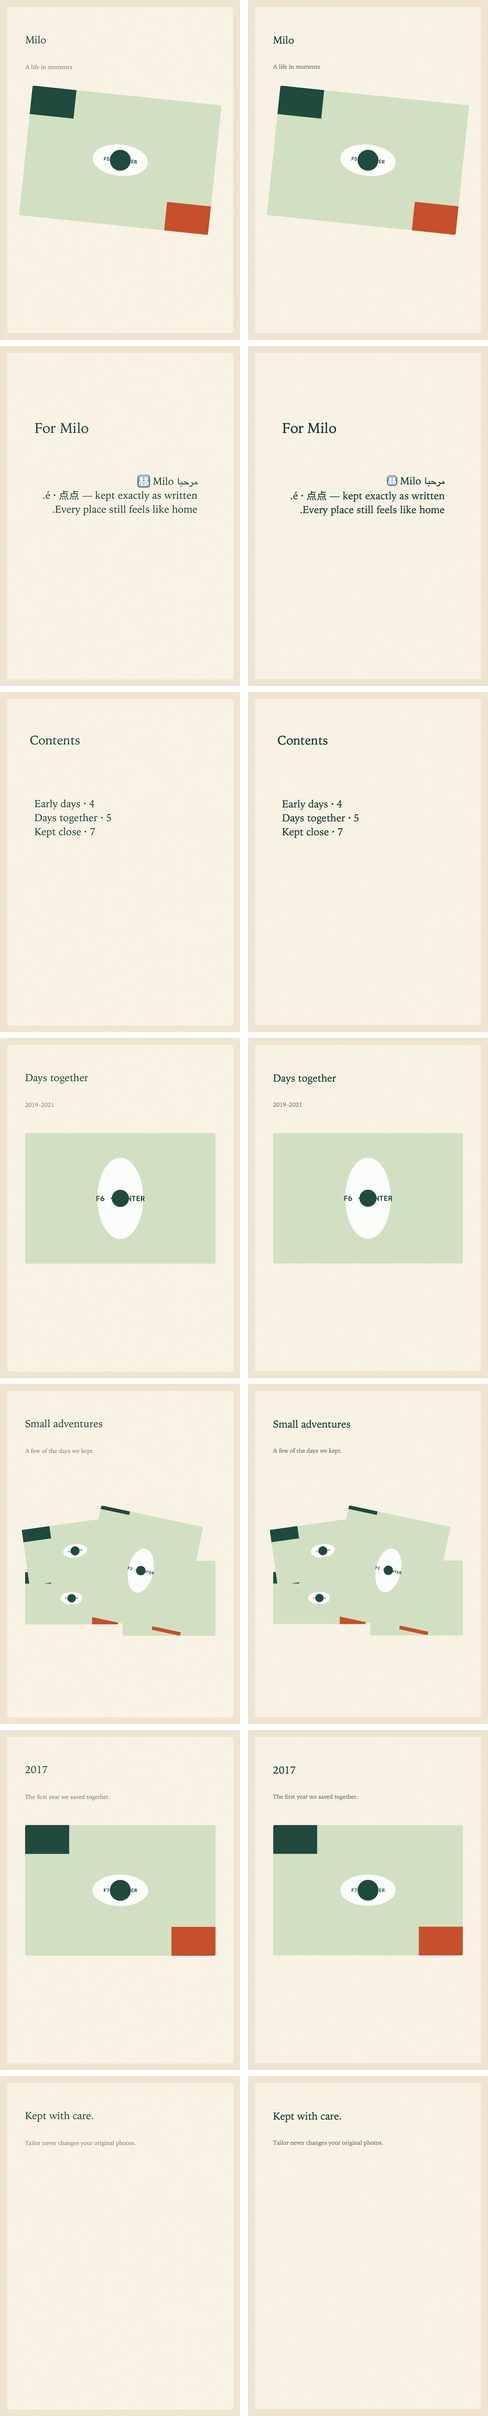 Milo
A life in moments
Milo
A life in moments
For Milo
مرحبا Milo
é · 点点 — kept exactly as written.
Every place still feels like home.
For Milo
مرحبا Milo
é · 点点 — kept exactly as written.
Every place still feels like home.
Contents
Early days · 4
Days together · 5
Kept close · 7
Contents
Early days · 4
Days together · 5
Kept close · 7
Days together
2019–2021
F6
Days together
2019–2021
F6
Small adventures
A few of the days we kept.
Small adventures
A few of the days we kept.
2017
The first year we saved together.
F7
2017
The first year we saved together.
F7
Kept with care.
Tailor never changes your original photos.
Kept with care.
Tailor never changes your original photos.